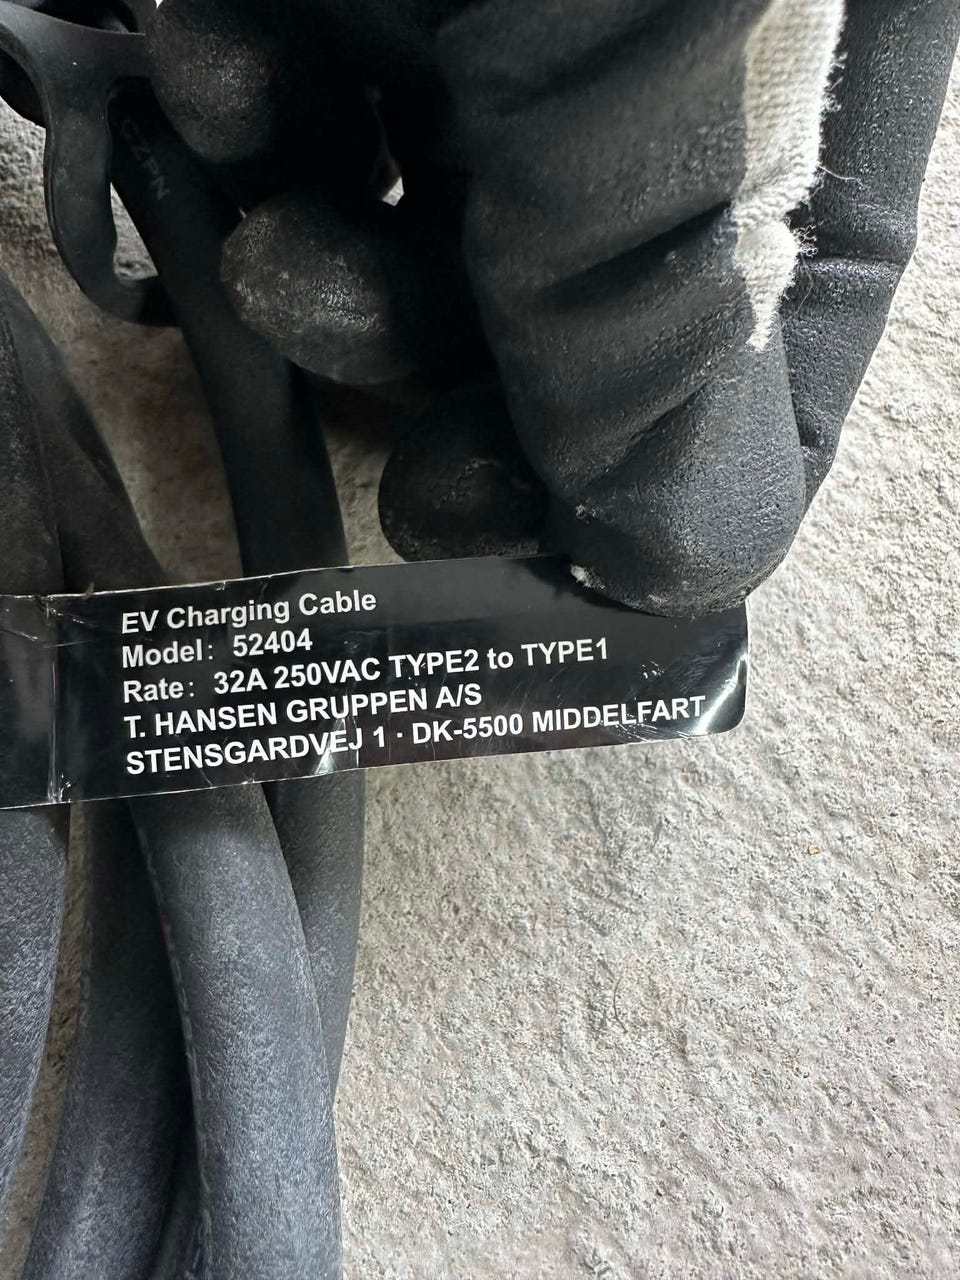 EV Charging Cable
Model: 52404
Rate: 32A 250VAC TYPE2 to TYPE1
T. HANSEN GRUPPEN A/S
STENSGARDVEJ 1 · DK-5500 MIDDELFART